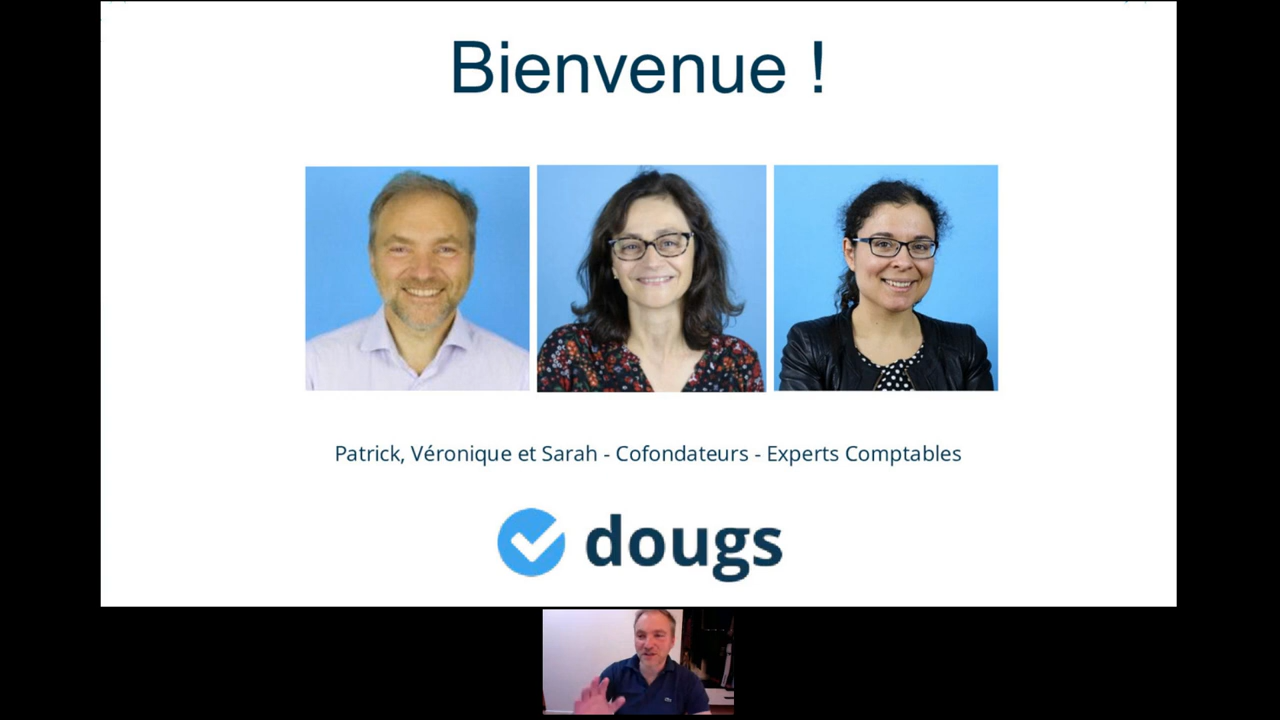 Bienvenue !
Patrick, Véronique et Sarah - Cofondateurs - Experts Comptables
dougs